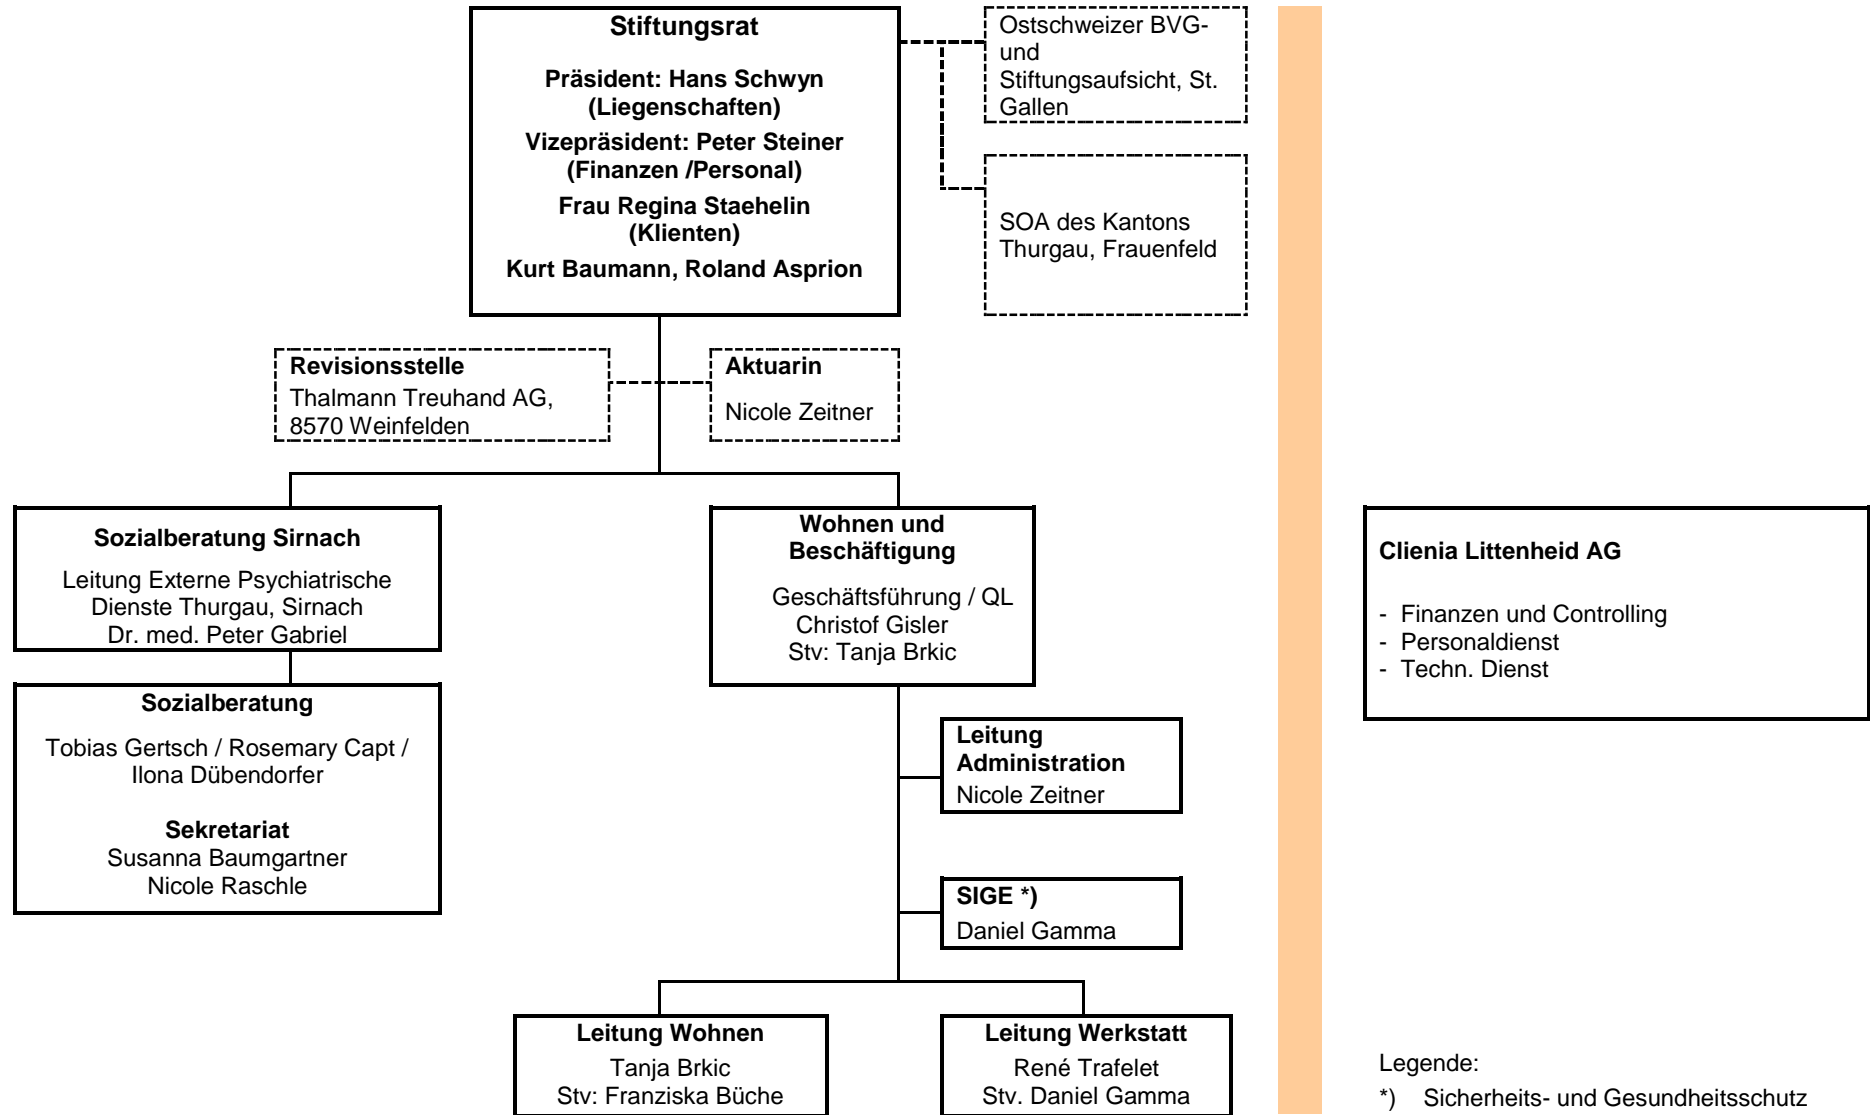 Stiftungsrat
Präsident: Hans Schwyn
(Liegenschaften)
Vizepräsident: Peter Steiner
(Finanzen /Personal)
Frau Regina Staehelin
(Klienten)
Kurt Baumann, Roland Asprion
Ostschweizer BVG-
und
Stiftungsaufsicht, St.
Gallen
SOA des Kantons
Thurgau, Frauenfeld
Revisionsstelle
Thalmann Treuhand AG,
8570 Weinfelden
Aktuarin
Nicole Zeitner
Sozialberatung Sirnach
Leitung Externe Psychiatrische
Dienste Thurgau, Sirnach
Dr. med. Peter Gabriel
Wohnen und
Beschäftigung
Geschäftsführung / QL
Christof Gisler
Stv: Tanja Brkic
Clienia Littenheid AG
- Finanzen und Controlling
- Personaldienst
- Techn. Dienst
Sozialberatung
Tobias Gertsch / Rosemary Capt /
Ilona Dübendorfer
Sekretariat
Susanna Baumgartner
Nicole Raschle
Leitung
Administration
Nicole Zeitner
SIGE *)
Daniel Gamma
Leitung Wohnen
Tanja Brkic
Stv: Franziska Büche
Leitung Werkstatt
René Trafelet
Stv. Daniel Gamma
Legende:
*) Sicherheits- und Gesundheitsschutz